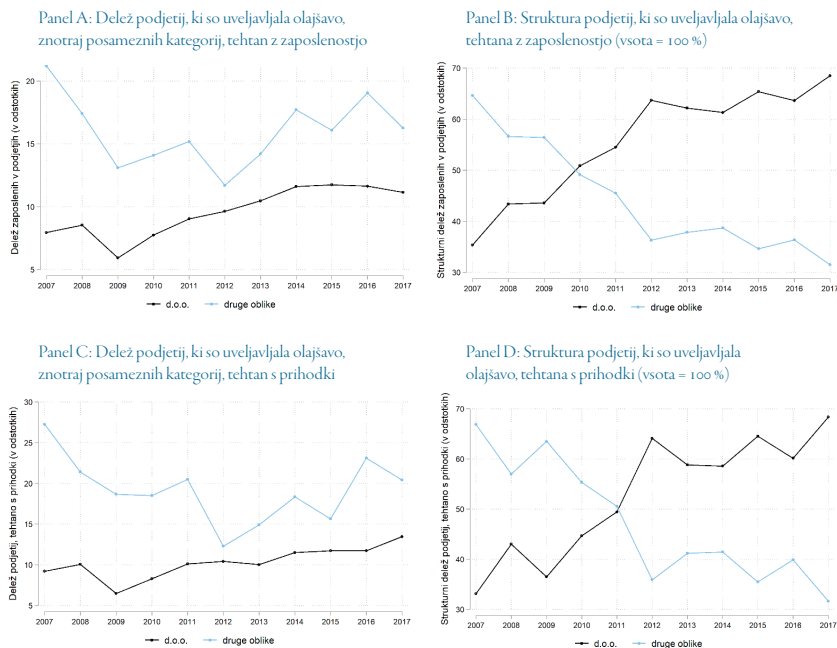 Panel A: Delež podjetij, ki so uveljavljala olajšavo,
znotraj posameznih kategorij, tehtan z zaposlenostjo
Delež zaposlenih v podjetjih (v odstotkih)
20
15
10
5
2007 2008 2009 2010 2011 2012 2013 2014 2015 2016 2017
d.o.o. druge oblike
Panel B: Struktura podjetij, ki so uveljavljala olajšavo,
tehtana z zaposlenostjo (vsota = 100 %)
Strukturni delež zaposlenih v podjetjih (v odstotkih)
70
60
50
40
30
2007 2008 2009 2010 2011 2012 2013 2014 2015 2016 2017
d.o.o. druge oblike
Panel C: Delež podjetij, ki so uveljavljala olajšavo,
znotraj posameznih kategorij, tehtan s prihodki
Delež podjetij, tehtano s prihodki (v odstotkih)
30
25
20
15
10
5
2007 2008 2009 2010 2011 2012 2013 2014 2015 2016 2017
d.o.o. druge oblike
Panel D: Struktura podjetij, ki so uveljavljala
olajšavo, tehtana s prihodki (vsota = 100 %)
Strukturni delež podjetij, tehtano s prihodki (v odstotkih)
70
60
50
40
30
2007 2008 2009 2010 2011 2012 2013 2014 2015 2016 2017
d.o.o. druge oblike